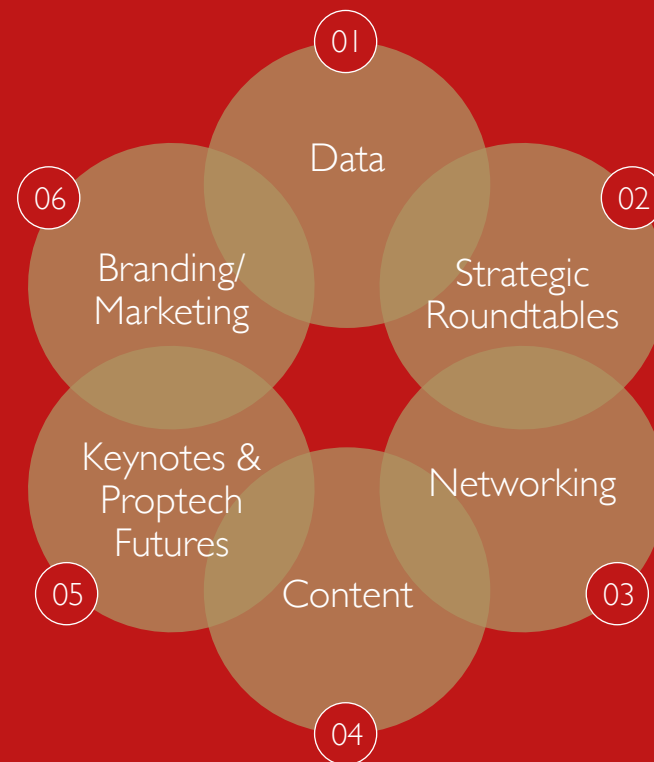 01
Data
02
Strategic
Roundtables
03
Networking
04
Content
05
Keynotes &
Proptech
Futures
06
Branding/
Marketing